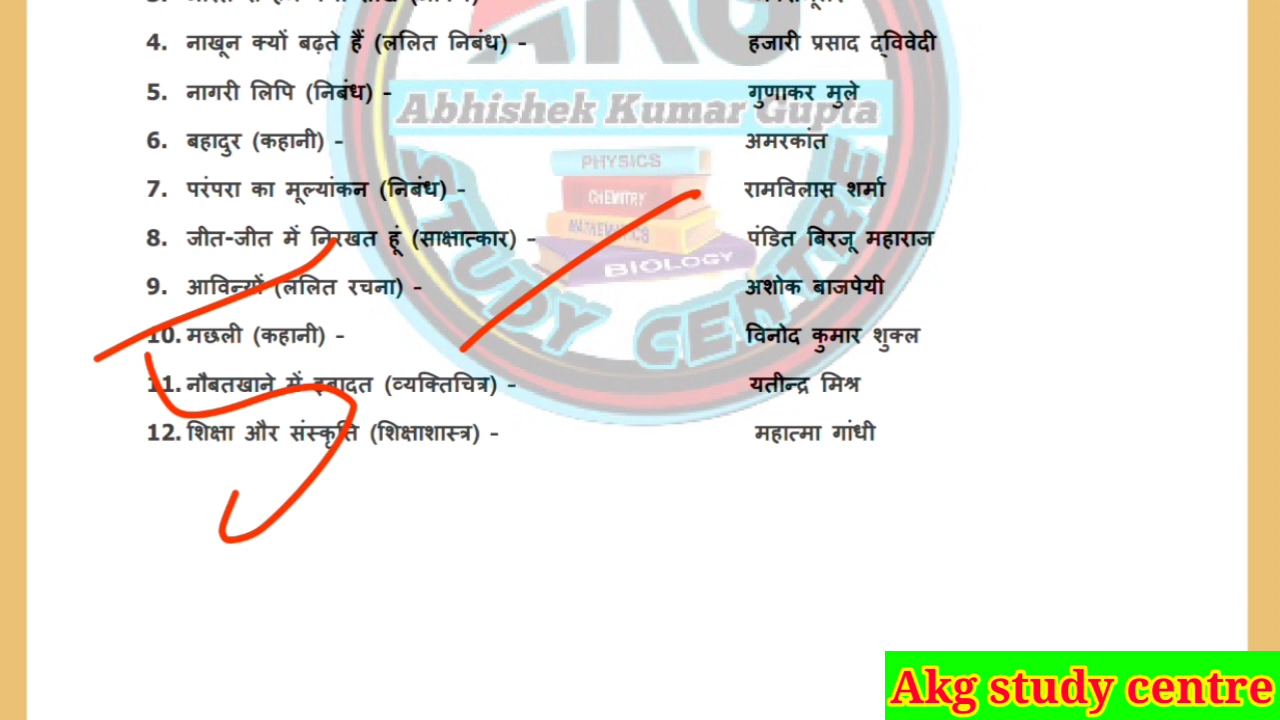 4. नाखून क्यों बढ़ते हैं (ललित निबंध) - हजारी प्रसाद द्विवेदी
5. नागरी लिपि (निबंध) - गुणाकर मुले
Abhishek Kumar Gupta
6. बहादुर (कहानी) - अमरकांत
PHYSICS
7. परंपरा का मूल्यांकन (निबंध) - रामविलास शर्मा
CHEMITRY
MATHEMATICS
8. जीत-जीत में निरखत हूं (साक्षात्कार) - पंडित बिरजू महाराज
BIOLOGY
STUDY CENTRE
9. आविन्यों (ललित रचना) - अशोक बाजपेयी
10. मछली (कहानी) - विनोद कुमार शुक्ल
11. नौबतखाने में इबादत (व्यक्तिचित्र) - यतीन्द्र मिश्र
12. शिक्षा और संस्कृति (शिक्षाशास्त्र) - महात्मा गांधी
Akg study centre